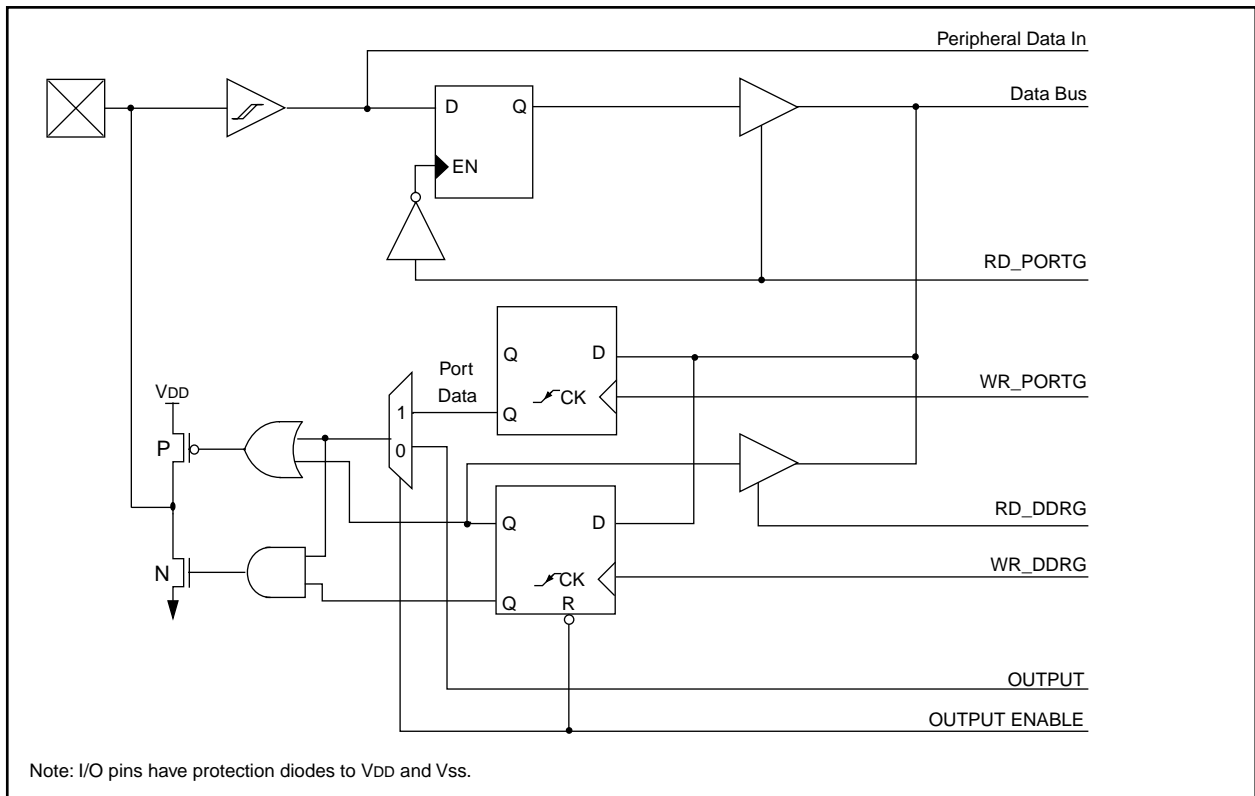 Peripheral Data In
D Q Data Bus
EN
RD_PORTG
Q D
Port
Data
WR_PORTG
CK
Q
VDD
1
0
P
RD_DDRG
Q D
WR_DDRG
N
CK
Q
R
OUTPUT
OUTPUT ENABLE
Note: I/O pins have protection diodes to VDD and Vss.